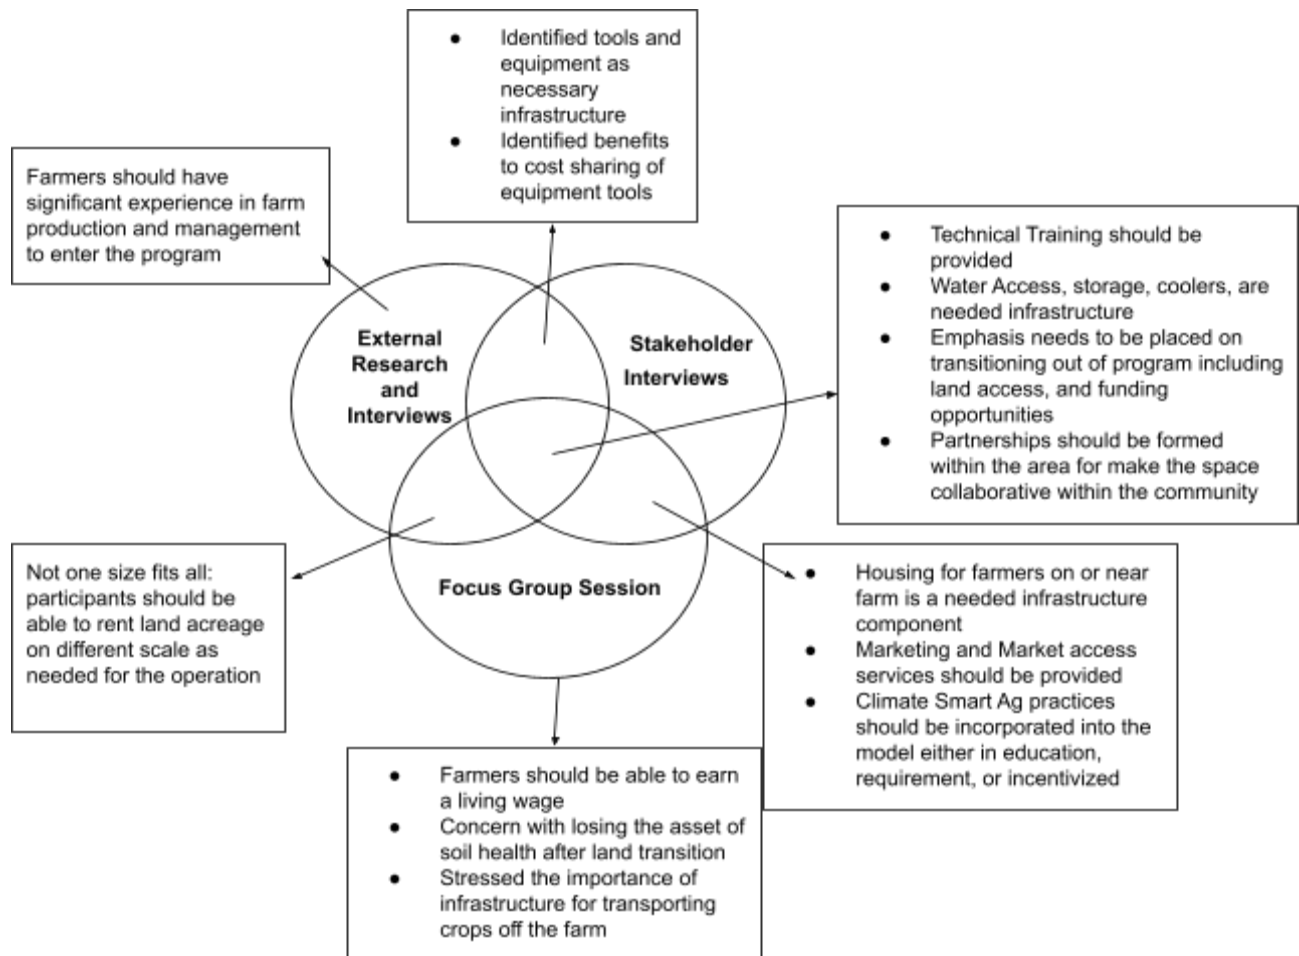 ● Identified tools and
equipment as
necessary
infrastructure
● Identified benefits
to cost sharing of
equipment tools
Farmers should have
significant experience in farm
production and management
to enter the program
● Technical Training should be
provided
● Water Access, storage, coolers, are
needed infrastructure
● Emphasis needs to be placed on
transitioning out of program including
land access, and funding
opportunities
● Partnerships should be formed
within the area for make the space
collaborative within the community
External
Research
and
Interviews
Stakeholder
Interviews
Focus Group Session
Not one size fits all:
participants should be
able to rent land acreage
on different scale as
needed for the operation
● Housing for farmers on or near
farm is a needed infrastructure
component
● Marketing and Market access
services should be provided
● Climate Smart Ag practices
should be incorporated into the
model either in education,
requirement, or incentivized
● Farmers should be able to earn
a living wage
● Concern with losing the asset of
soil health after land transition
● Stressed the importance of
infrastructure for transporting
crops off the farm